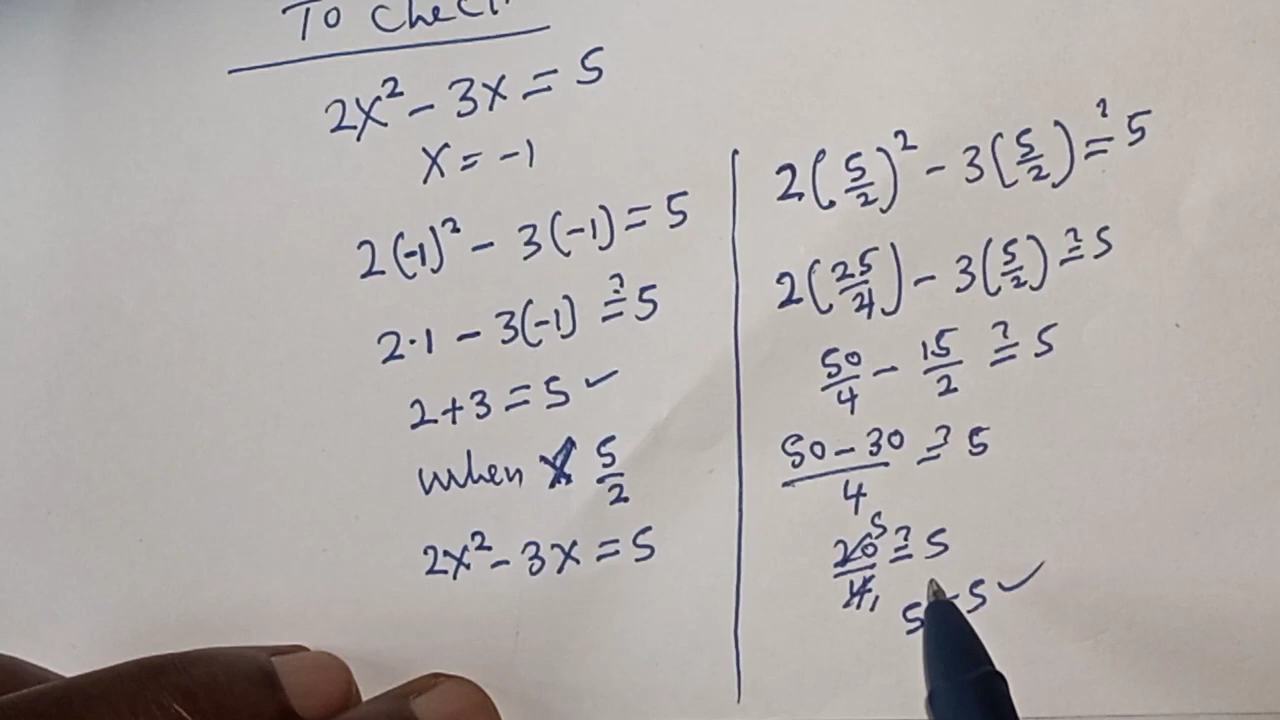 To check
2x² - 3x = 5
x = -1
2(-1)² - 3(-1) = 5
2·1 - 3(-1) ≟ 5
2+3 = 5 ✓
when x 5/2
2x² - 3x = 5
2(5/2)² - 3(5/2) ≟ 5
2(25/4) - 3(5/2) ≟ 5
50/4 - 15/2 ≟ 5
(50-30)/4 ≟ 5
20/4 ≟ 5
5 1
5 = 5 ✓